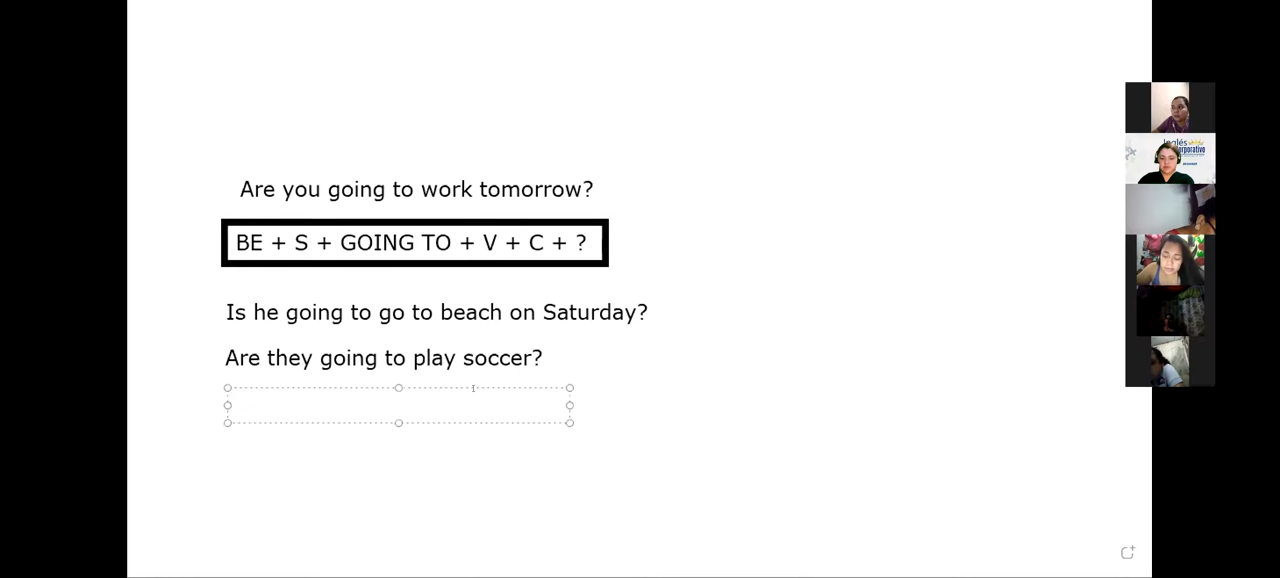 Are you going to work tomorrow?
BE + S + GOING TO + V + C + ?
Is he going to go to beach on Saturday?
Are they going to play soccer?
Inglés